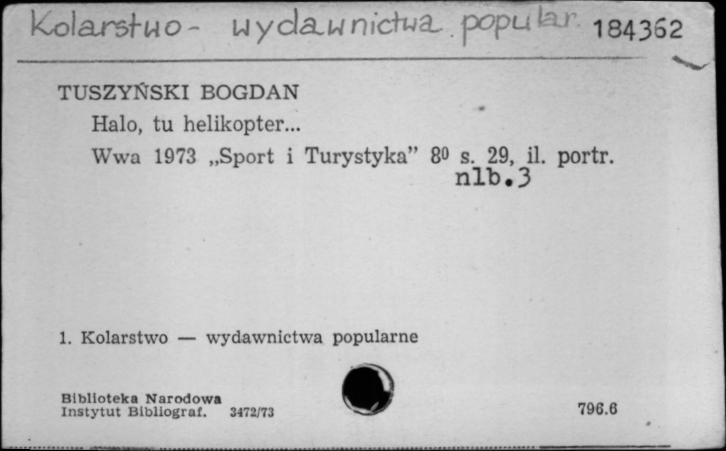 Kolarstwo - wydawnictwa popular 184362
TUSZYŃSKI BOGDAN
Halo, tu helikopter...
Wwa 1973 „Sport i Turystyka” 8º s. 29, il. portr.
nlb.3
1. Kolarstwo — wydawnictwa popularne
Biblioteka Narodowa
Instytut Bibliograf. 3472/73
796.6